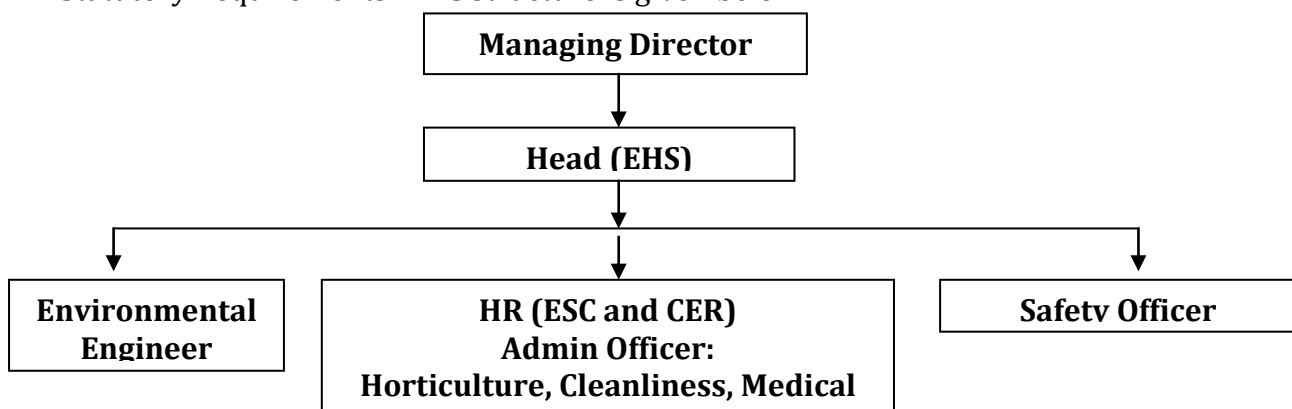 Managing Director
Head (EHS)
Environmental
Engineer
HR (ESC and CER)
Admin Officer:
Horticulture, Cleanliness, Medical
Safety Officer